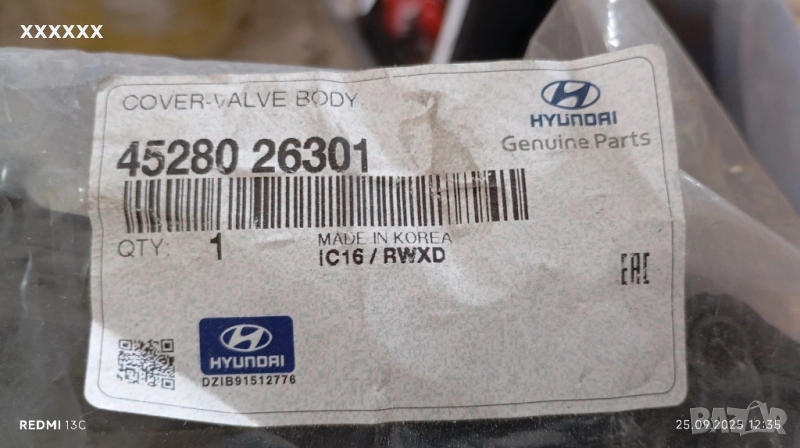 xxxxxx
COVER-VALVE BODY
HYUNDAI
Genuine Parts
45280 26301
QTY. 1
MADE IN KOREA
IC16 / RWXD
EAC
HYUNDAI
DZIB91512776
REDMI 13C
25.09.2025 12:35
BAZAR